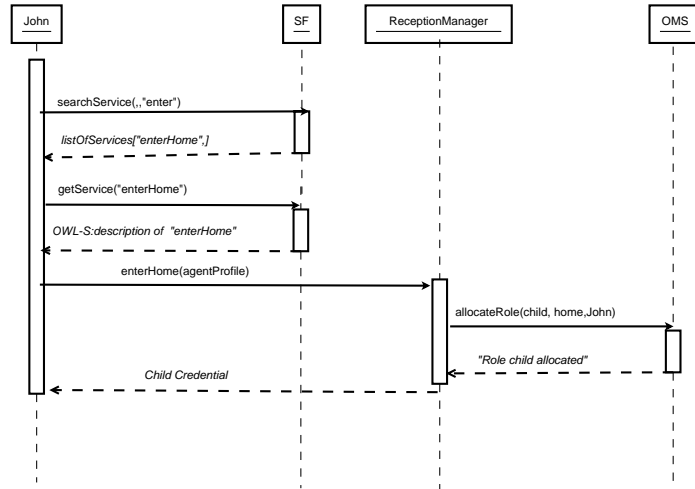 John
SF
ReceptionManager
OMS
searchService(,,"enter")
listOfServices["enterHome",]
getService("enterHome")
OWL-S:description of "enterHome"
enterHome(agentProfile)
allocateRole(child, home,John)
"Role child allocated"
Child Credential